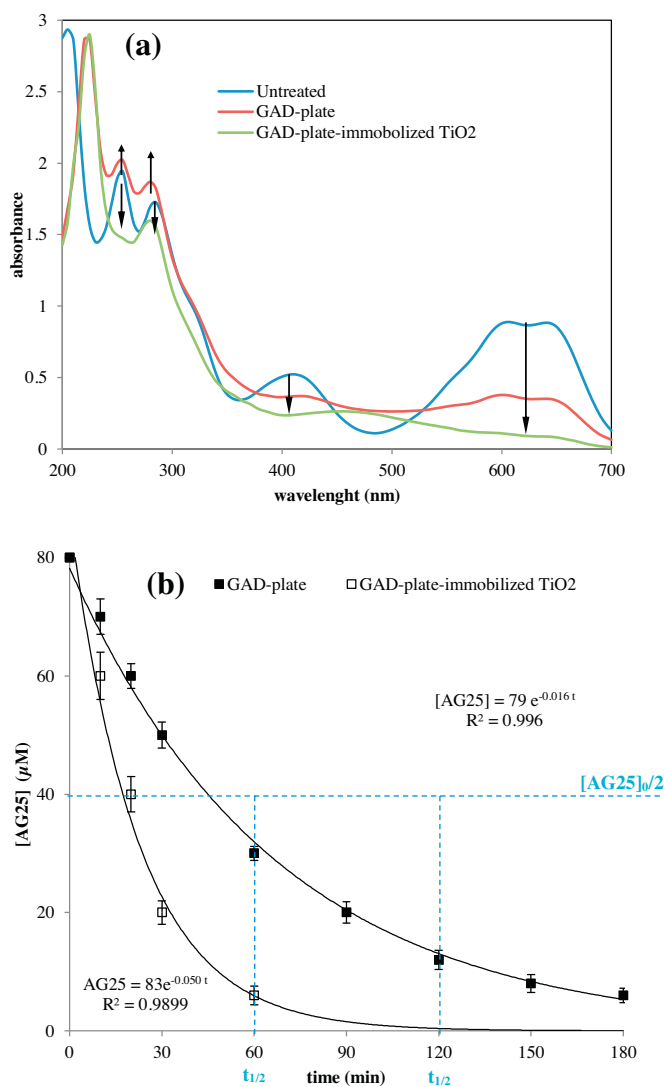 (a)
Untreated
GAD-plate
GAD-plate-immobolized TiO2
3
2.5
2
1.5
1
0.5
0
absorbance
200 300 400 500 600 700
wavelenght (nm)
(b)
GAD-plate GAD-plate-immobilized TiO2
[AG25] = 79 e-0.016 t
R² = 0.996
[AG25]0/2
AG25 = 83e-0.050 t
R² = 0.9899
80
60
40
20
0
[AG25] (µM)
0 30 60 90 120 150 180
t1/2 time (min) t1/2